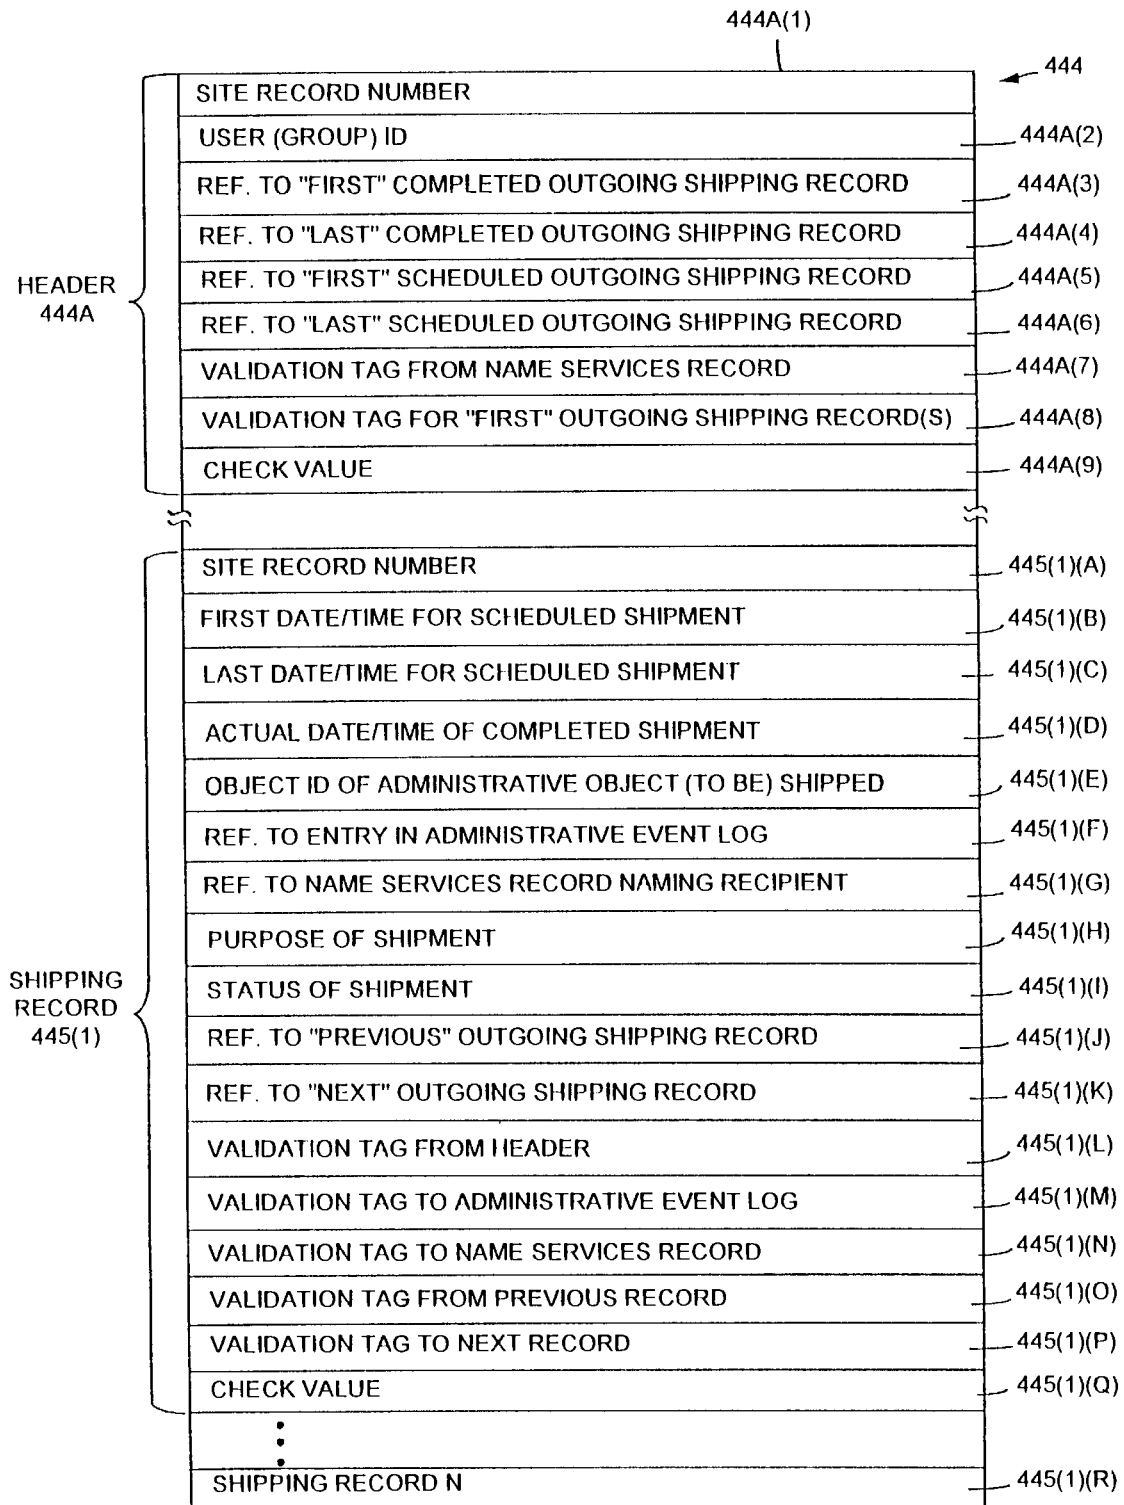 444A(1)
444
SITE RECORD NUMBER
USER (GROUP) ID 444A(2)
REF. TO "FIRST" COMPLETED OUTGOING SHIPPING RECORD 444A(3)
REF. TO "LAST" COMPLETED OUTGOING SHIPPING RECORD 444A(4)
REF. TO "FIRST" SCHEDULED OUTGOING SHIPPING RECORD 444A(5)
HEADER
444A
REF. TO "LAST" SCHEDULED OUTGOING SHIPPING RECORD 444A(6)
VALIDATION TAG FROM NAME SERVICES RECORD 444A(7)
VALIDATION TAG FOR "FIRST" OUTGOING SHIPPING RECORD(S) 444A(8)
CHECK VALUE 444A(9)
SITE RECORD NUMBER 445(1)(A)
FIRST DATE/TIME FOR SCHEDULED SHIPMENT 445(1)(B)
LAST DATE/TIME FOR SCHEDULED SHIPMENT 445(1)(C)
ACTUAL DATE/TIME OF COMPLETED SHIPMENT 445(1)(D)
OBJECT ID OF ADMINISTRATIVE OBJECT (TO BE) SHIPPED 445(1)(E)
REF. TO ENTRY IN ADMINISTRATIVE EVENT LOG 445(1)(F)
REF. TO NAME SERVICES RECORD NAMING RECIPIENT 445(1)(G)
PURPOSE OF SHIPMENT 445(1)(H)
SHIPPING
RECORD
445(1)
STATUS OF SHIPMENT 445(1)(I)
REF. TO "PREVIOUS" OUTGOING SHIPPING RECORD 445(1)(J)
REF. TO "NEXT" OUTGOING SHIPPING RECORD 445(1)(K)
VALIDATION TAG FROM HEADER 445(1)(L)
VALIDATION TAG TO ADMINISTRATIVE EVENT LOG 445(1)(M)
VALIDATION TAG TO NAME SERVICES RECORD 445(1)(N)
VALIDATION TAG FROM PREVIOUS RECORD 445(1)(O)
VALIDATION TAG TO NEXT RECORD 445(1)(P)
CHECK VALUE 445(1)(Q)
SHIPPING RECORD N 445(1)(R)